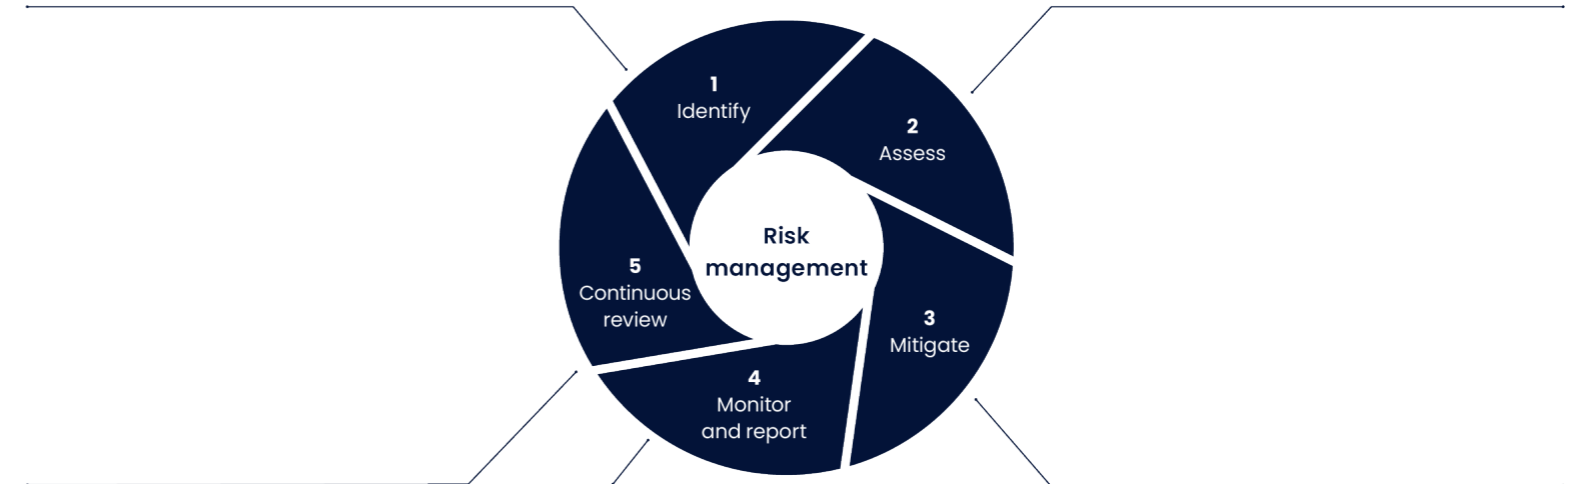 1
Identify
2
Assess
Risk
management
3
Mitigate
4
Monitor
and report
5
Continuous
review